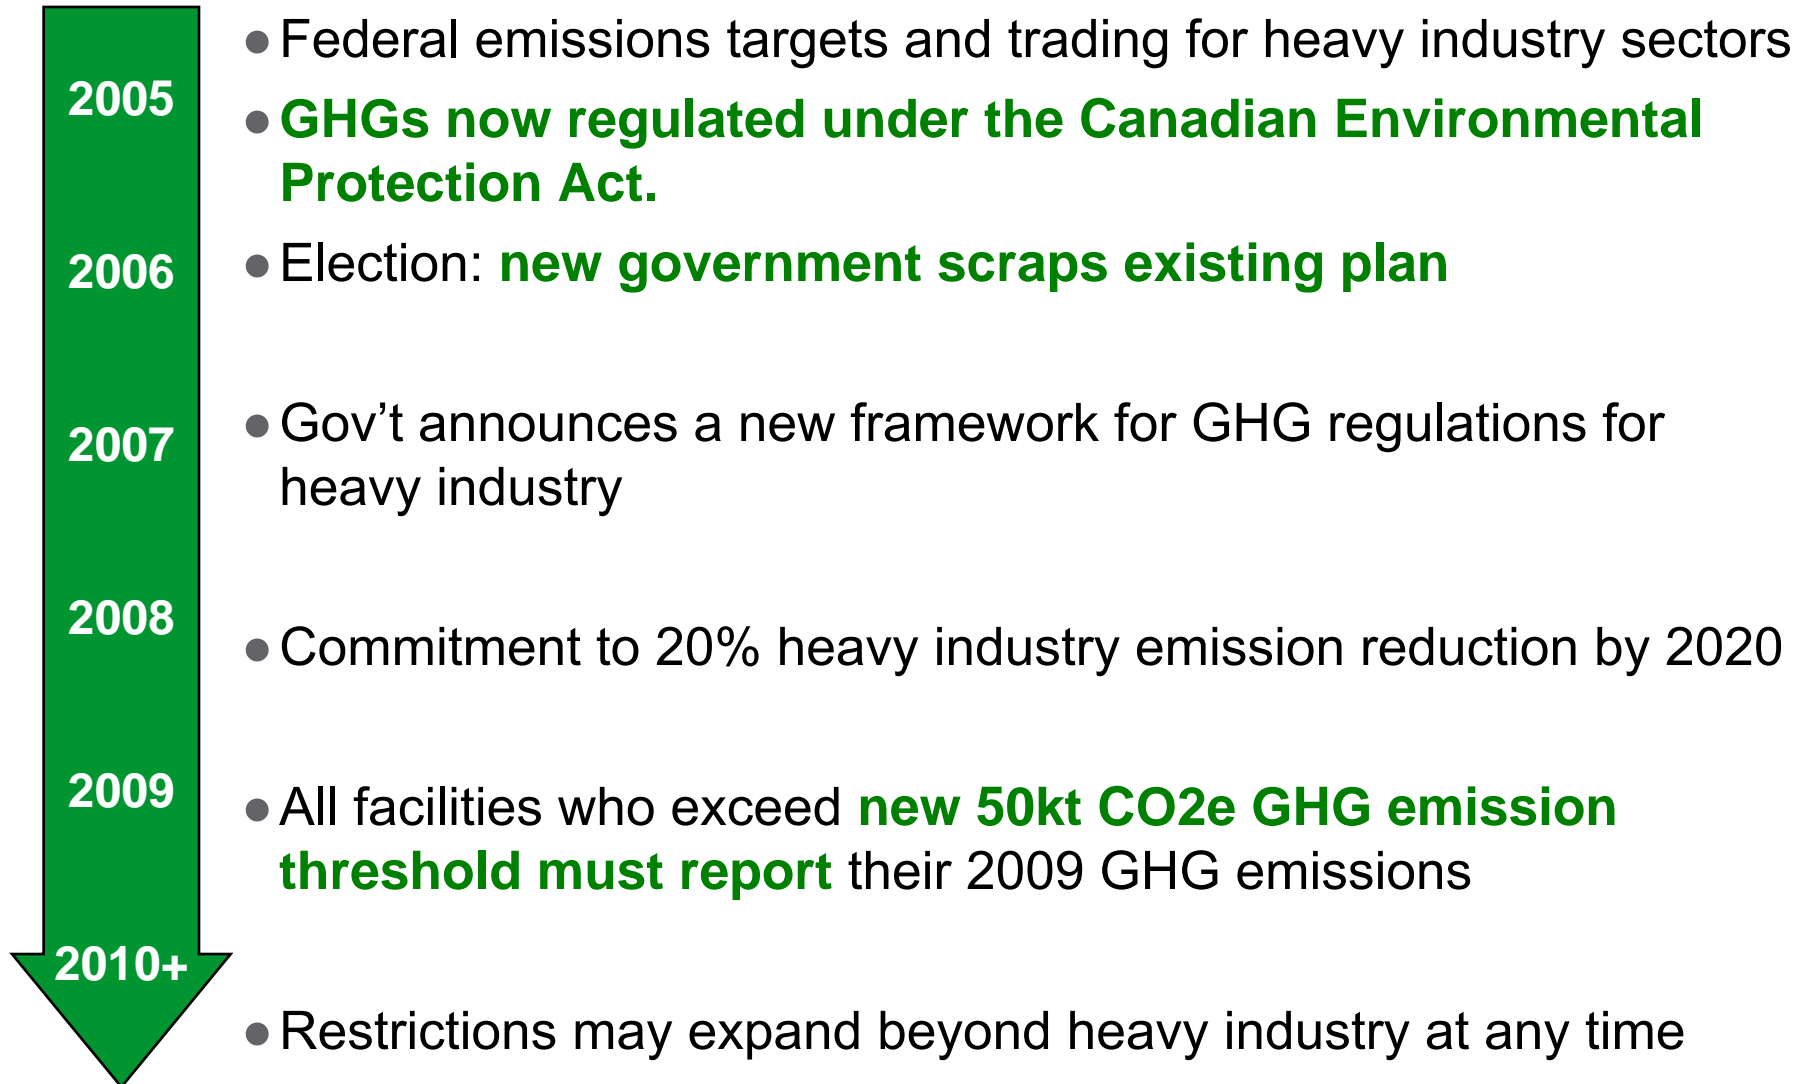 ● Federal emissions targets and trading for heavy industry sectors
2005
● GHGs now regulated under the Canadian Environmental
Protection Act.
2006
● Election: new government scraps existing plan
2007
● Gov’t announces a new framework for GHG regulations for
heavy industry
2008
● Commitment to 20% heavy industry emission reduction by 2020
2009
● All facilities who exceed new 50kt CO2e GHG emission
threshold must report their 2009 GHG emissions
2010+
● Restrictions may expand beyond heavy industry at any time